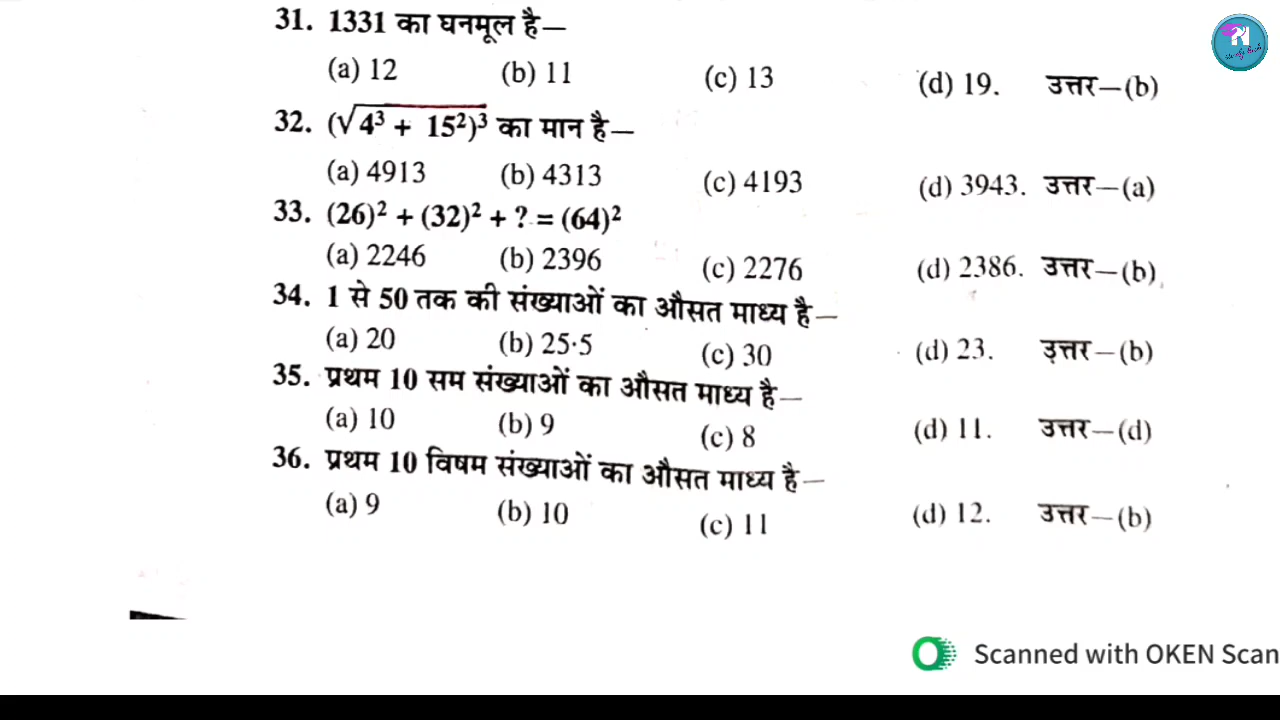 31. 1331 का घनमूल है—
(a) 12 (b) 11 (c) 13 (d) 19. उत्तर—(b)
32. (√4³ + 15²)³ का मान है—
(a) 4913 (b) 4313 (c) 4193 (d) 3943. उत्तर—(a)
33. (26)² + (32)² + ? = (64)²
(a) 2246 (b) 2396 (c) 2276 (d) 2386. उत्तर—(b)
34. 1 से 50 तक की संख्याओं का औसत माध्य है—
(a) 20 (b) 25·5 (c) 30 (d) 23. उत्तर—(b)
35. प्रथम 10 सम संख्याओं का औसत माध्य है—
(a) 10 (b) 9 (c) 8 (d) 11. उत्तर—(d)
36. प्रथम 10 विषम संख्याओं का औसत माध्य है—
(a) 9 (b) 10 (c) 11 (d) 12. उत्तर—(b)
Scanned with OKEN Scan